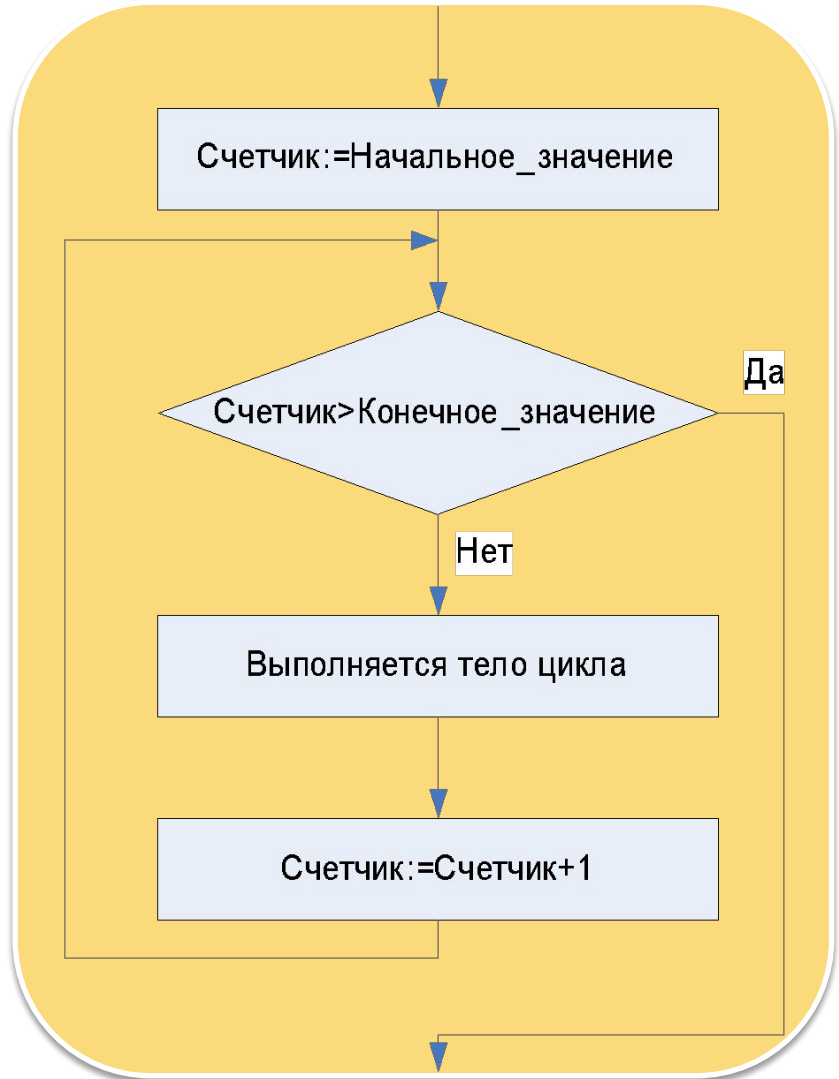 Счетчик:=Начальное_значение
Счетчик>Конечное_значение
Да
Нет
Выполняется тело цикла
Счетчик:=Счетчик+1